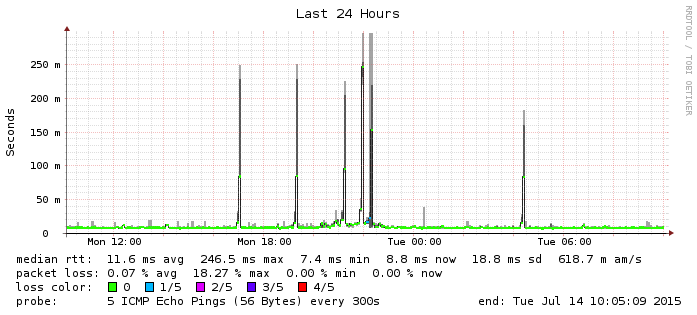 Last 24 Hours
RRDTOOL / TOBI OETIKER
Seconds
250 m
200 m
150 m
100 m
50 m
0
Mon 12:00 Mon 18:00 Tue 00:00 Tue 06:00
median rtt: 11.6 ms avg 246.5 ms max 7.4 ms min 8.8 ms now 18.8 ms sd 618.7 m am/s
packet loss: 0.07 % avg 18.27 % max 0.00 % min 0.00 % now
loss color: 0 1/5 2/5 3/5 4/5
probe: 5 ICMP Echo Pings (56 Bytes) every 300s end: Tue Jul 14 10:05:09 2015